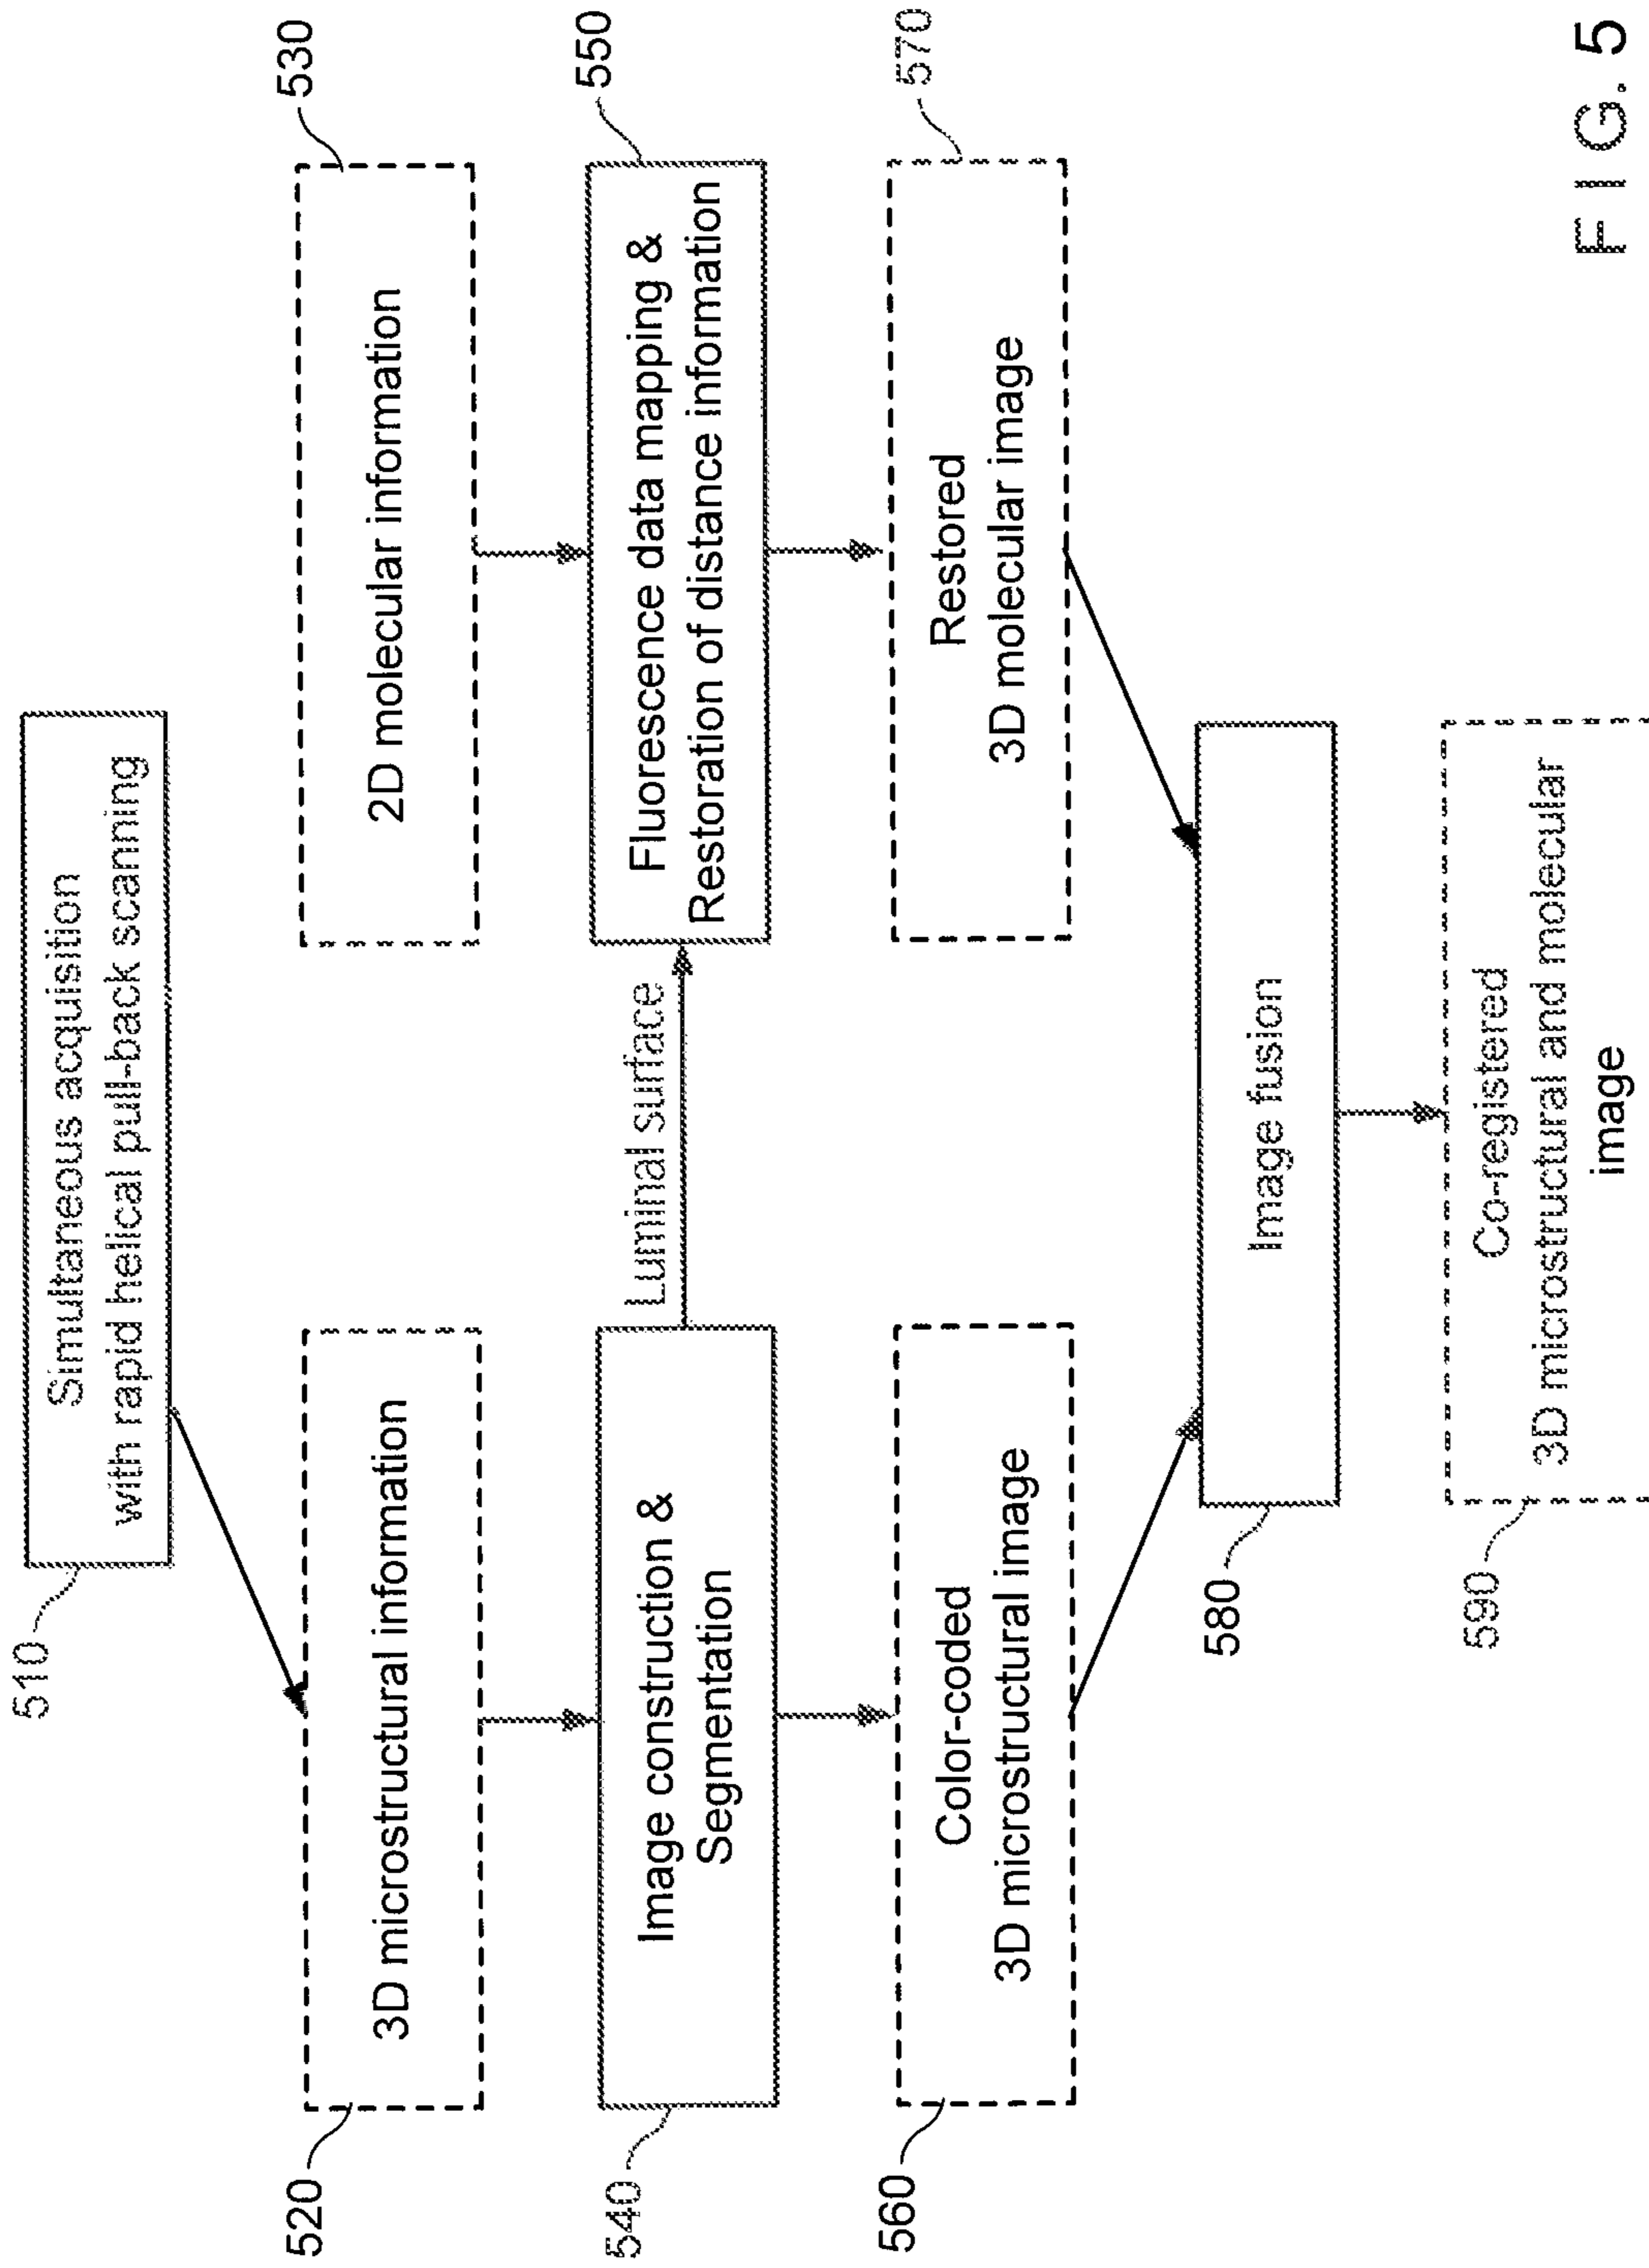 510
Simultaneous acquisition
with rapid helical pull-back scanning
520
3D microstructural information
530
2D molecular information
540
Image construction &
Segmentation
Luminal surface
550
Fluorescence data mapping &
Restoration of distance information
560
Color-coded
3D microstructural image
570
Restored
3D molecular image
580
Image fusion
590
Co-registered
3D microstructural and molecular
image
FIG. 5